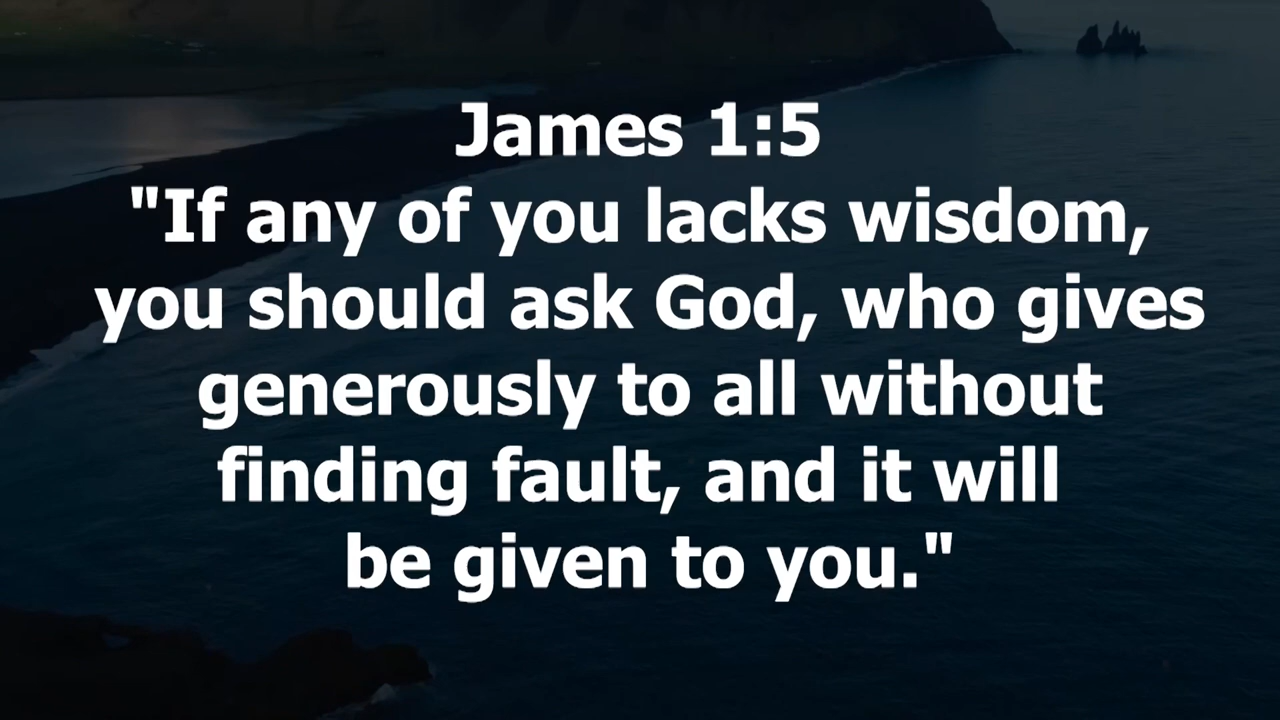 James 1:5
"If any of you lacks wisdom,
you should ask God, who gives
generously to all without
finding fault, and it will
be given to you."